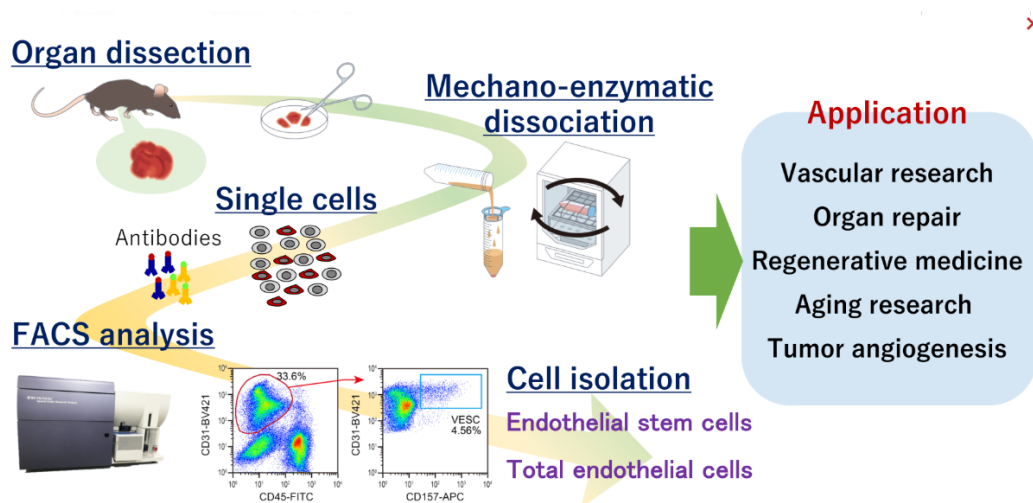 Organ dissection
Mechano-enzymatic
dissociation
Single cells
Antibodies
FACS analysis
33.6%
CD31-BV421
CD45-FITC
CD31-BV421
VESC
4.56%
CD157-APC
Cell isolation
Endothelial stem cells
Total endothelial cells
Application
Vascular research
Organ repair
Regenerative medicine
Aging research
Tumor angiogenesis